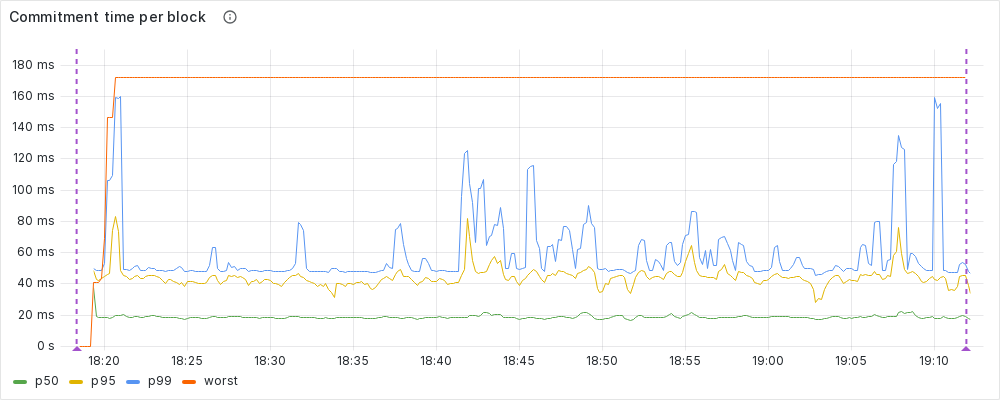 Commitment time per block
180 ms
160 ms
140 ms
120 ms
100 ms
80 ms
60 ms
40 ms
20 ms
0 s
18:20 18:25 18:30 18:35 18:40 18:45 18:50 18:55 19:00 19:05 19:10
p50 p95 p99 worst